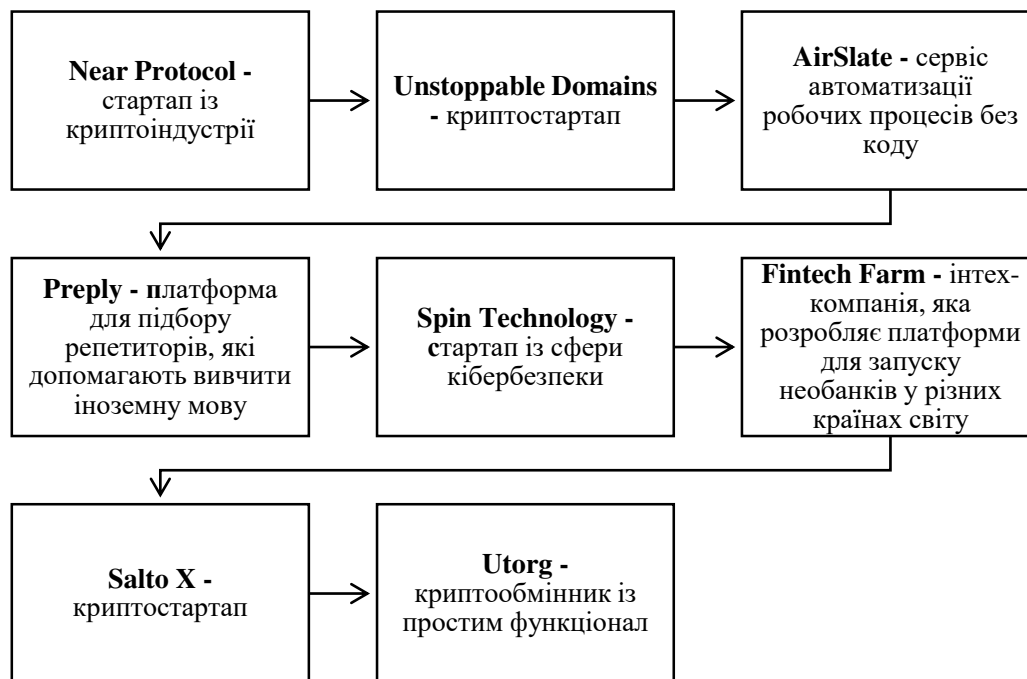 Near Protocol -
стартап із
криптоіндустрії
Unstoppable Domains
- криптостартап
AirSlate - сервіс
автоматизації
робочих процесів без
коду
Preply - платформа
для підбору
репетиторів, які
допомагають вивчити
іноземну мову
Spin Technology -
стартап із сфери
кібербезпеки
Fintech Farm - інтех-
компанія, яка
розробляє платформи
для запуску
необанків у різних
країнах світу
Salto X -
криптостартап
Utorg -
криптообмінник із
простим функціонал